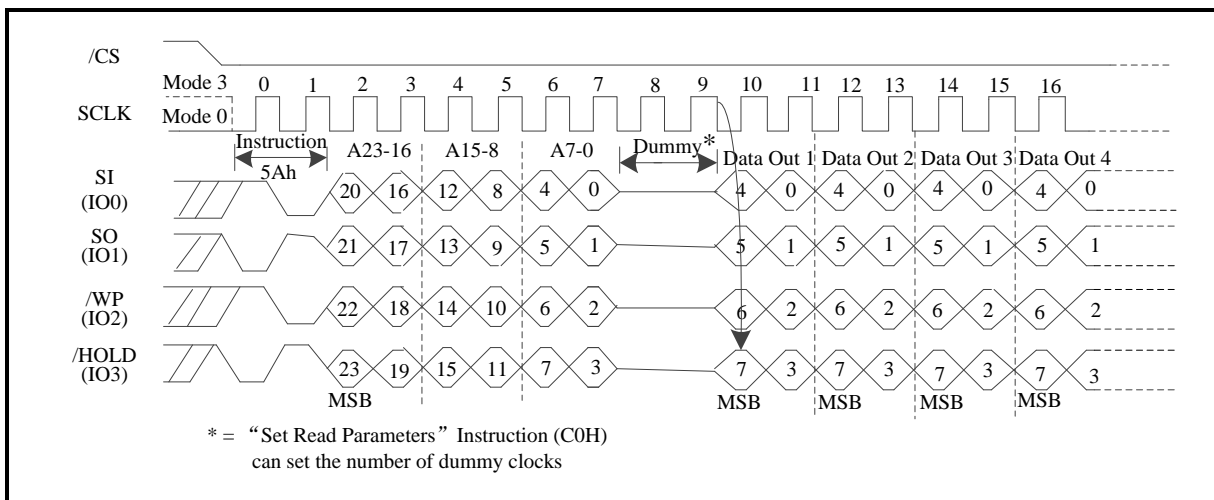 /CS
Mode 3 0 1 2 3 4 5 6 7 8 9 10 11 12 13 14 15 16
SCLK Mode 0
Instruction A23-16 A15-8 A7-0 Dummy* Data Out 1 Data Out 2 Data Out 3 Data Out 4
5Ah
SI
(IO0) 20 16 12 8 4 0 4 0 4 0 4 0 4 0
SO
(IO1) 21 17 13 9 5 1 5 1 5 1 5 1 5 1
/WP
(IO2) 22 18 14 10 6 2 6 2 6 2 6 2 6 2
/HOLD
(IO3) 23 19 15 11 7 3 7 3 7 3 7 3 7 3
MSB MSB MSB MSB MSB
* = “Set Read Parameters” Instruction (C0H)
can set the number of dummy clocks